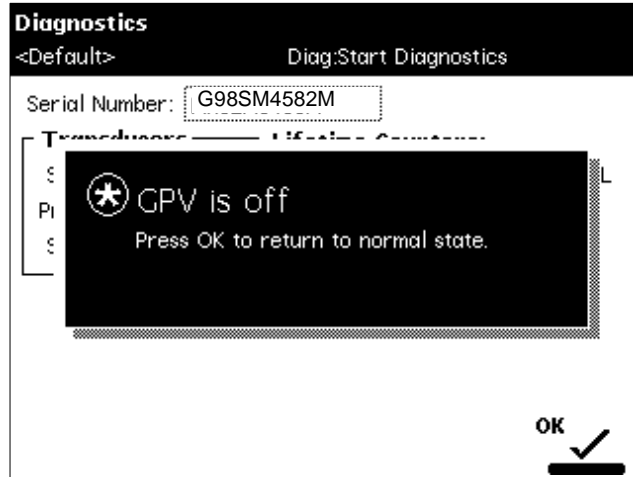 Diagnostics
<Default> Diag:Start Diagnostics
Serial Number: G98SM4582M
GPV is off
Press OK to return to normal state.
OK